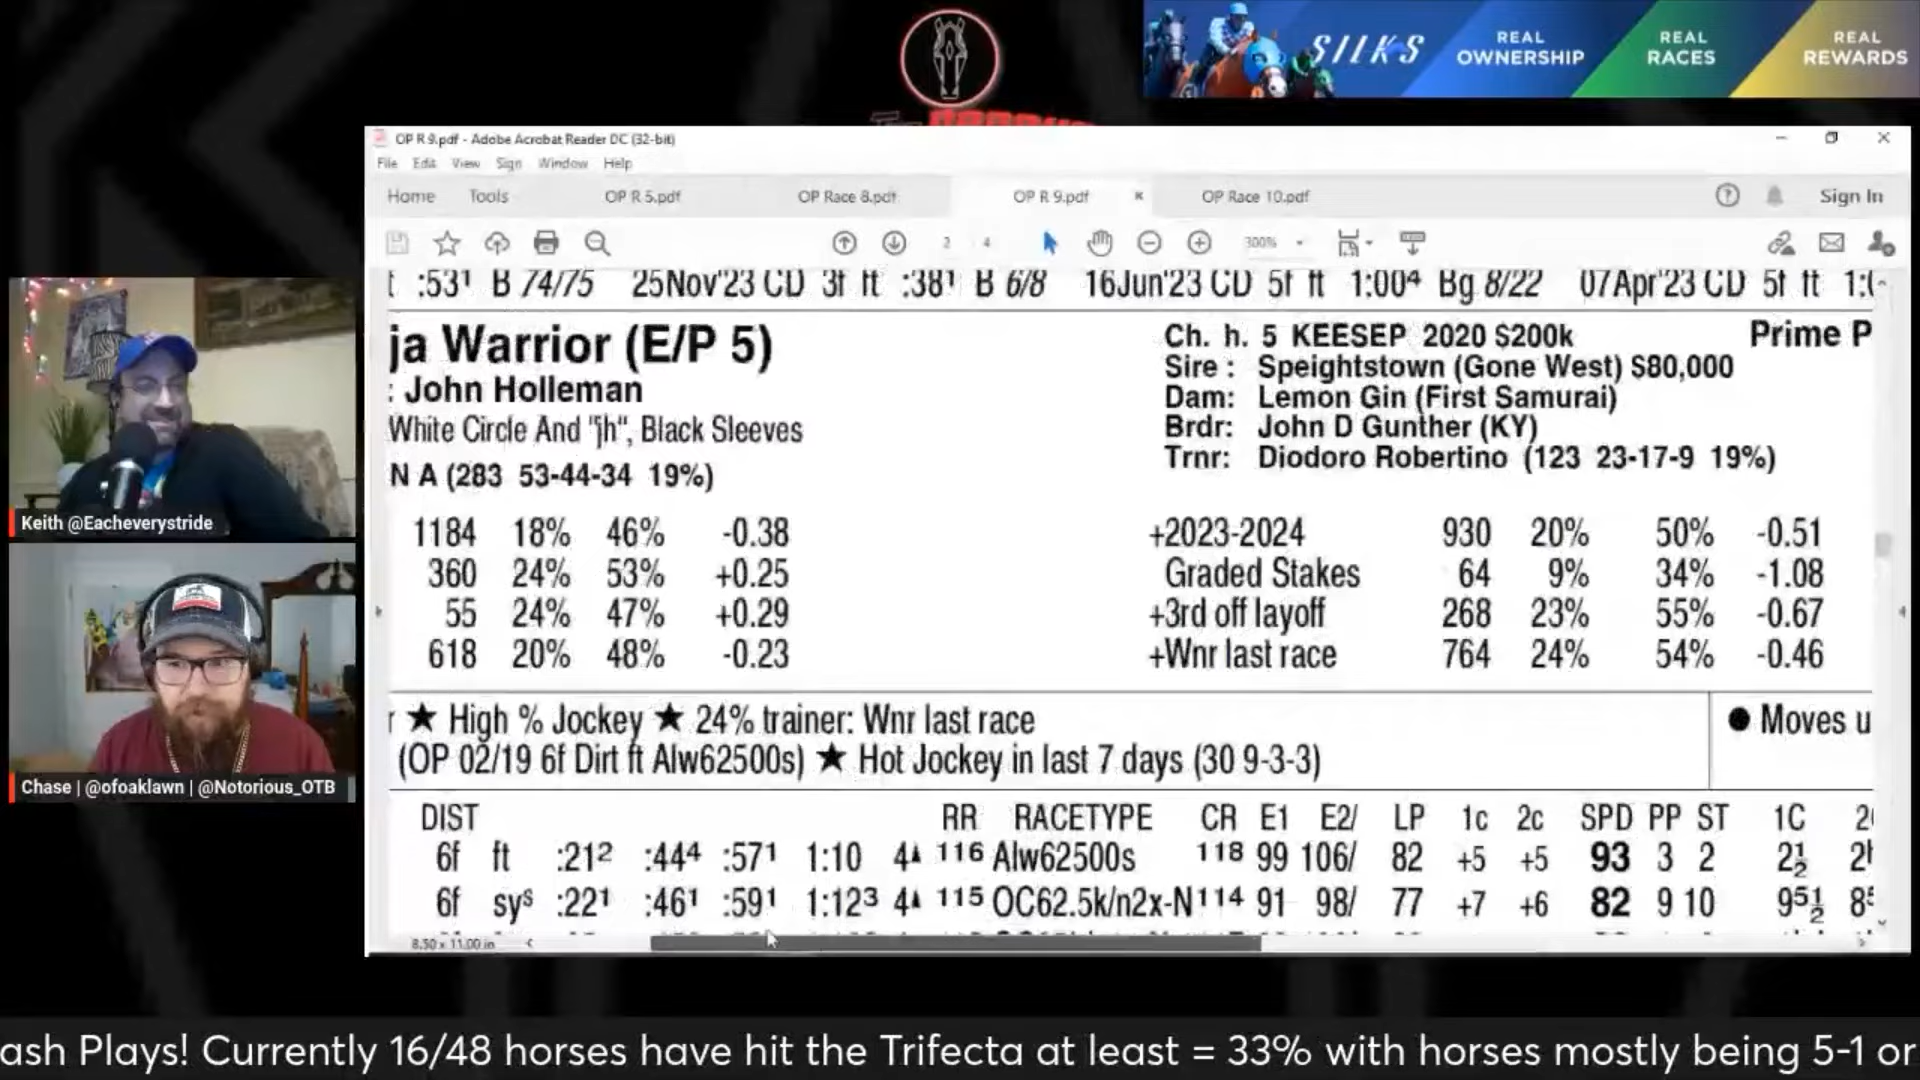 SILKS
REAL OWNERSHIP
REAL RACES
REAL REWARDS
OP R 9.pdf - Adobe Acrobat Reader DC (32-bit)
File Edit View Sign Window Help
Home Tools OP R 5.pdf OP Race 8.pdf OP R 9.pdf × OP Race 10.pdf Sign In
2 4 300%
:53¹ B 74/75 25Nov'23 CD 3f ft :38¹ B 6/8 16Jun'23 CD 5f ft 1:00⁴ Bg 8/22 07Apr'23 CD 5f ft
ja Warrior (E/P 5)
: John Holleman
White Circle And "jh", Black Sleeves
N A (283 53-44-34 19%)
Ch. h. 5 KEESEP 2020 $200k Prime P
Sire : Speightstown (Gone West) $80,000
Dam: Lemon Gin (First Samurai)
Brdr: John D Gunther (KY)
Trnr: Diodoro Robertino (123 23-17-9 19%)
1184 18% 46% -0.38 +2023-2024 930 20% 50% -0.51
360 24% 53% +0.25 Graded Stakes 64 9% 34% -1.08
55 24% 47% +0.29 +3rd off layoff 268 23% 55% -0.67
618 20% 48% -0.23 +Wnr last race 764 24% 54% -0.46
r ★ High % Jockey ★ 24% trainer: Wnr last race ● Moves u
(OP 02/19 6f Dirt ft Alw62500s) ★ Hot Jockey in last 7 days (30 9-3-3)
DIST RR RACETYPE CR E1 E2/ LP 1c 2c SPD PP ST 1C
6f ft :21² :44⁴ :57¹ 1:10 4▲ 116 Alw62500s 118 99 106/ 82 +5 +5 93 3 2 2½
6f syˢ :22¹ :46¹ :59¹ 1:12³ 4▲ 115 OC62.5k/n2x-N 114 91 98/ 77 +7 +6 82 9 10 9⁵½
8.50 x 11.00 in
Keith @Eacheverystride
Chase | @ofoaklawn | @Notorious_OTB
ash Plays! Currently 16/48 horses have hit the Trifecta at least = 33% with horses mostly being 5-1 or